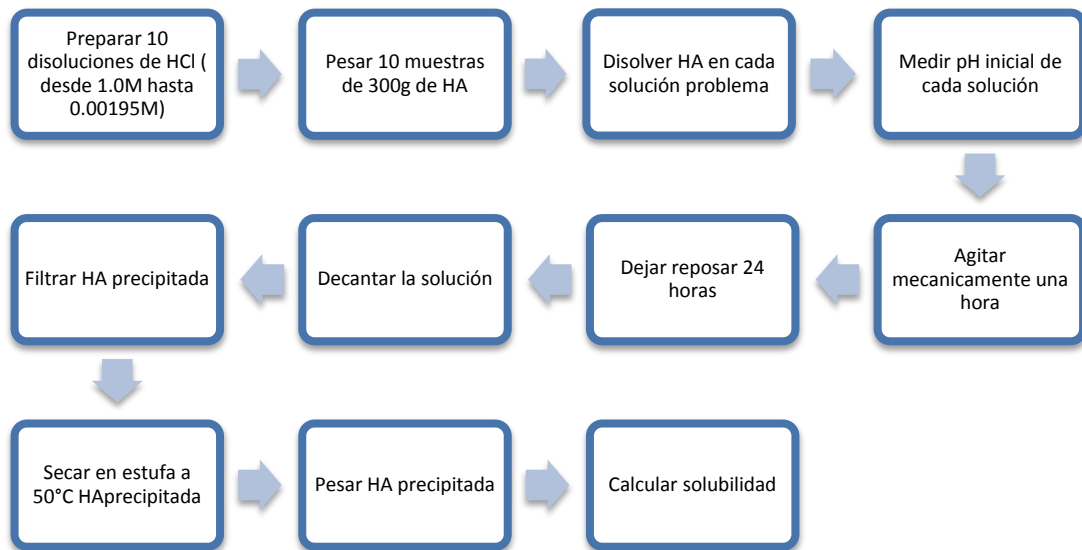 Preparar 10
disoluciones de HCl (
desde 1.0M hasta
0.00195M)
Pesar 10 muestras
de 300g de HA
Disolver HA en cada
solución problema
Medir pH inicial de
cada solución
Agitar
mecanicamente una
hora
Dejar reposar 24
horas
Decantar la solución
Filtrar HA precipitada
Secar en estufa a
50°C HAprecipitada
Pesar HA precipitada
Calcular solubilidad